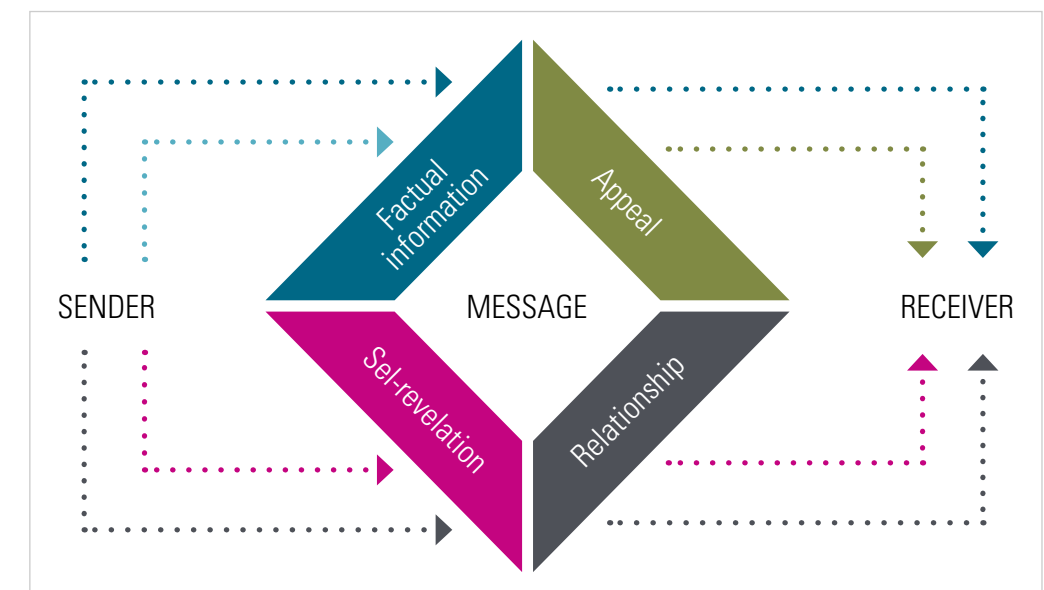 Factual
information
Appeal
SENDER
MESSAGE
RECEIVER
Sel-revelation
Relationship